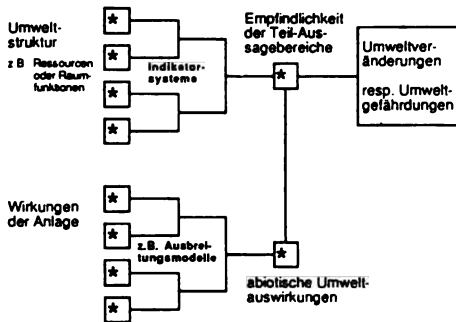 Umwelt-
struktur
z B Ressourcen
oder Raum-
funktionen
*
*
*
*
Indikator-
systeme
Empfindlichkeit
der Teil-Aus-
sagebereiche
*
Umweltver-
änderungen
resp. Umwelt-
gefährdungen
Wirkungen
der Anlage
*
*
*
*
z.B. Ausbrei-
tungsmodelle
*
abiotische Umwelt-
auswirkungen